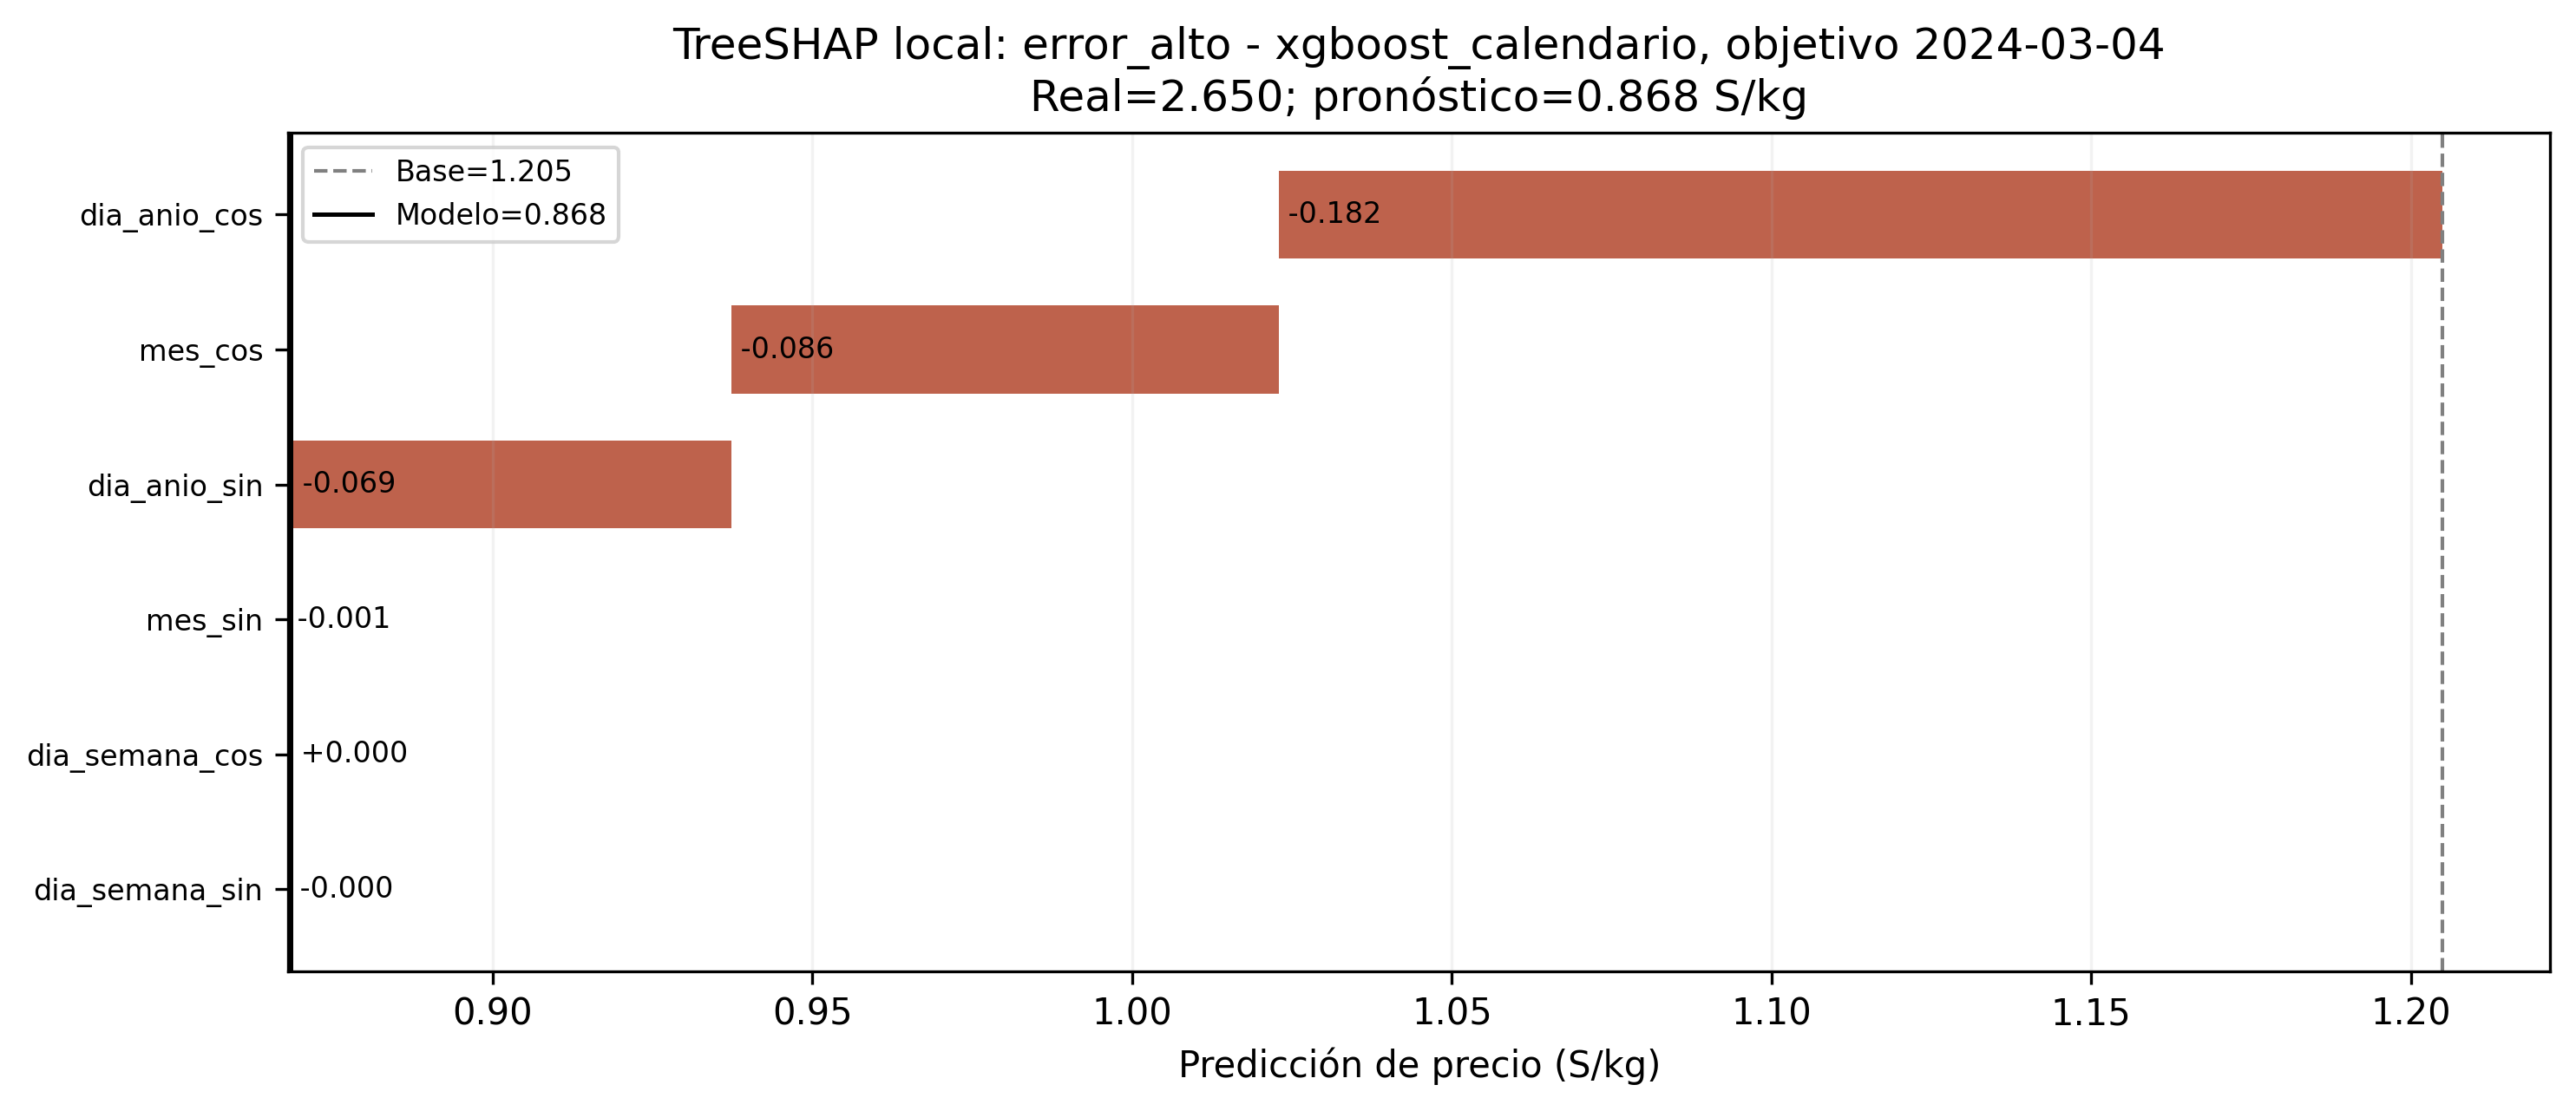 TreeSHAP local: error_alto - xgboost_calendario, objetivo 2024-03-04
Real=2.650; pronóstico=0.868 S/kg
Base=1.205
Modelo=0.868
dia_anio_cos
-0.182
mes_cos
-0.086
dia_anio_sin
-0.069
mes_sin
-0.001
dia_semana_cos
+0.000
dia_semana_sin
-0.000
0.90 0.95 1.00 1.05 1.10 1.15 1.20
Predicción de precio (S/kg)